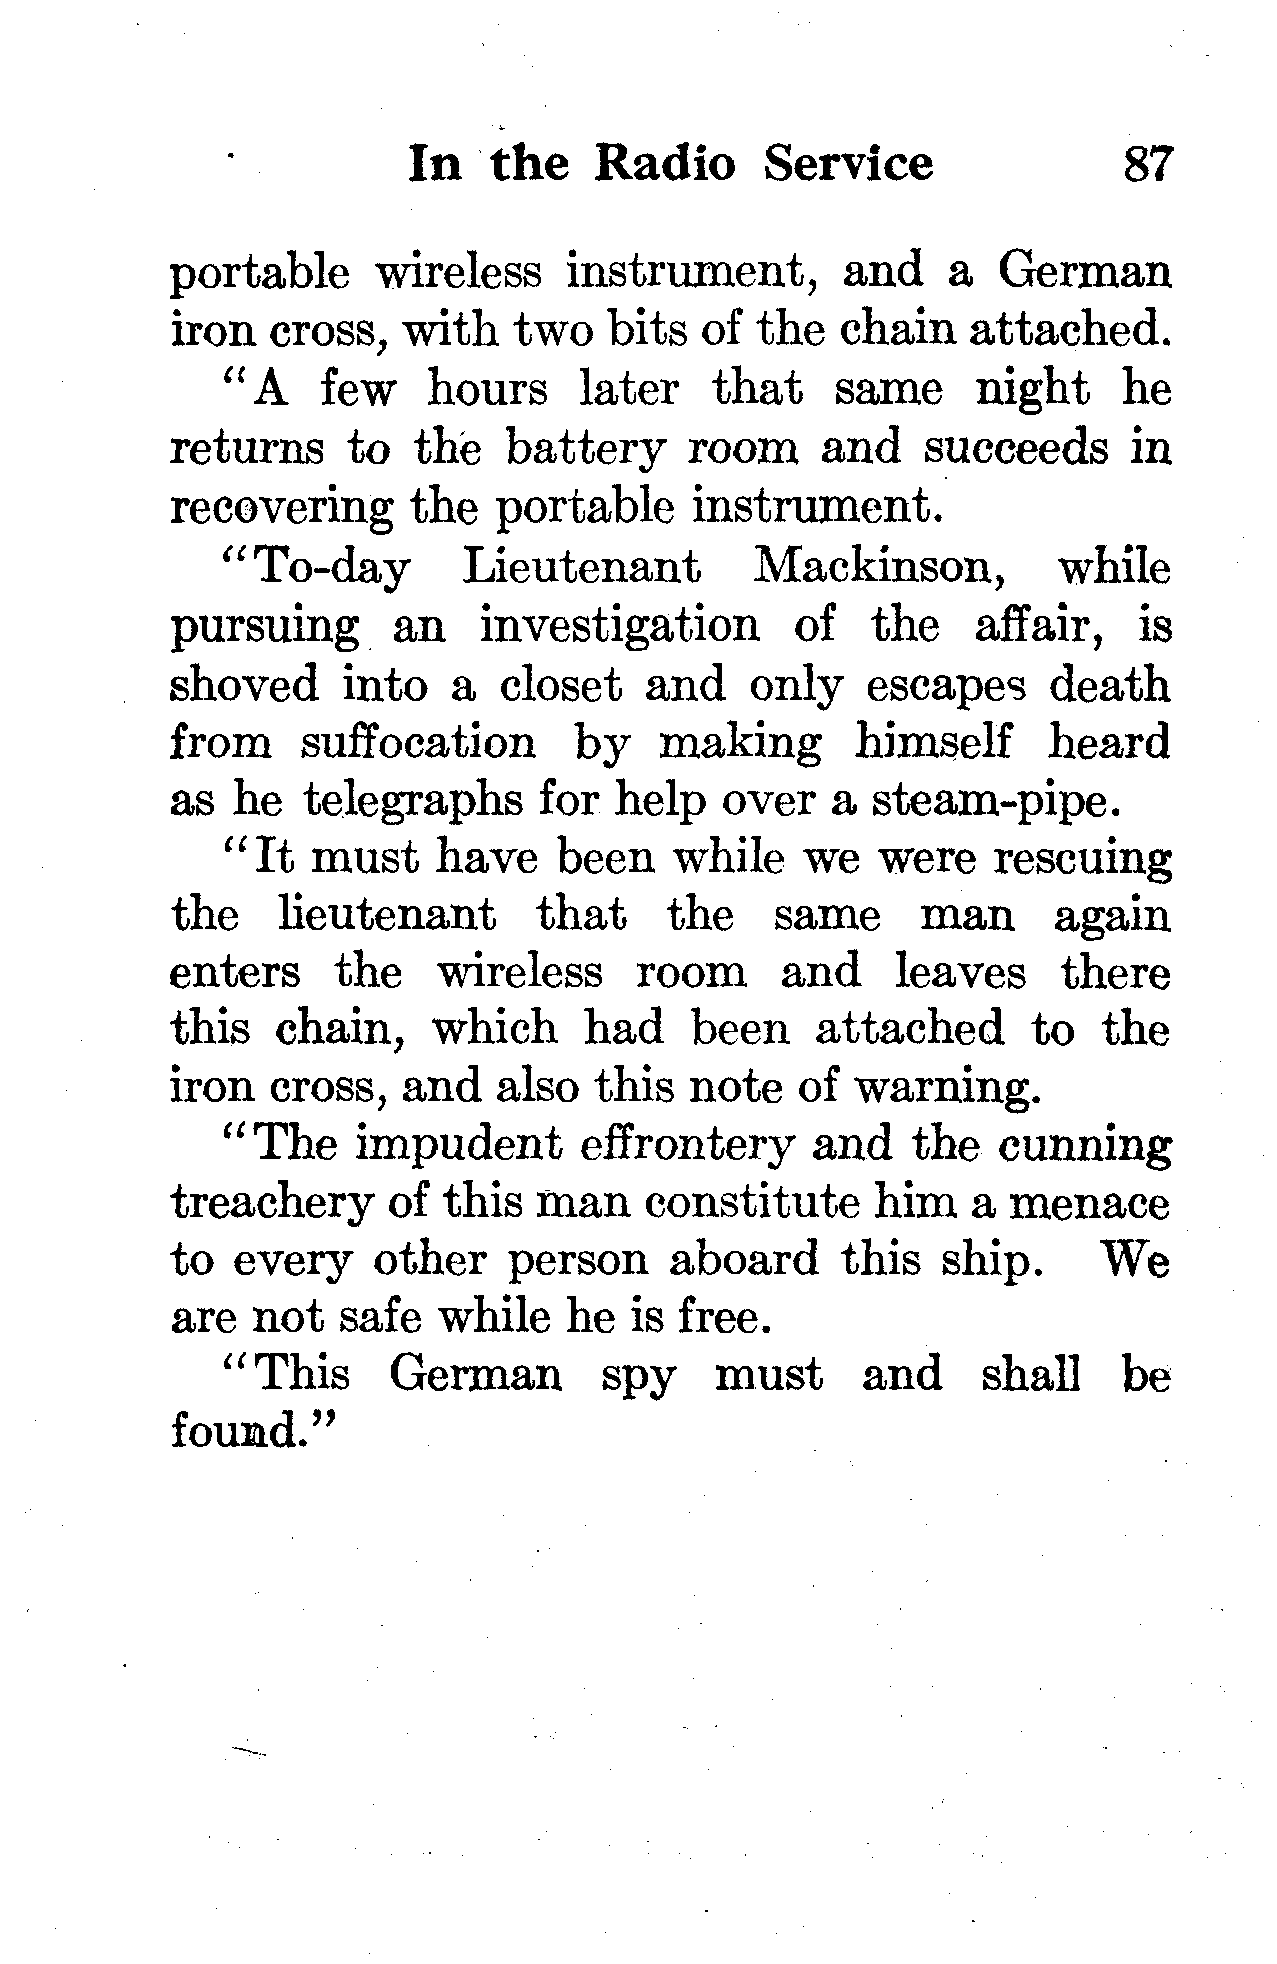 In the Radio Service 87
portable wireless instrument, and a German
iron cross, with two bits of the chain attached.
“A few hours later that same night he
returns to the battery room and succeeds in
recovering the portable instrument.
“To-day Lieutenant Mackinson, while
pursuing an investigation of the affair, is
shoved into a closet and only escapes death
from suffocation by making himself heard
as he telegraphs for help over a steam-pipe.
“It must have been while we were rescuing
the lieutenant that the same man again
enters the wireless room and leaves there
this chain, which had been attached to the
iron cross, and also this note of warning.
“The impudent effrontery and the cunning
treachery of this man constitute him a menace
to every other person aboard this ship. We
are not safe while he is free.
“This German spy must and shall be
found.”